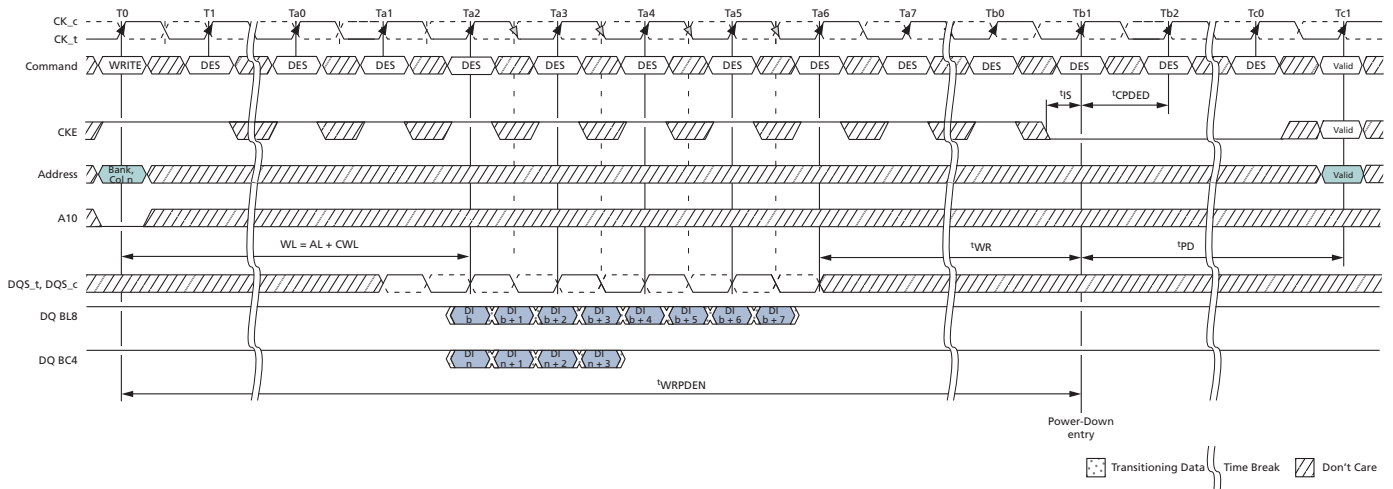 T0 T1 Ta0 Ta1 Ta2 Ta3 Ta4 Ta5 Ta6 Ta7 Tb0 Tb1 Tb2 Tc0 Tc1
CK_c
CK_t
Command WRITE DES DES DES DES DES DES DES DES DES DES DES DES DES Valid
tIS tCPDED
CKE Valid
Address Bank, Col n Valid
A10
WL = AL + CWL tWR tPD
DQS_t, DQS_c
DQ BL8 DI b DI b + 1 DI b + 2 DI b + 3 DI b + 4 DI b + 5 DI b + 6 DI b + 7
DQ BC4 DI n DI n + 1 DI n + 2 DI n + 3
tWRPDEN
Power-Down
entry
Transitioning Data Time Break Don't Care